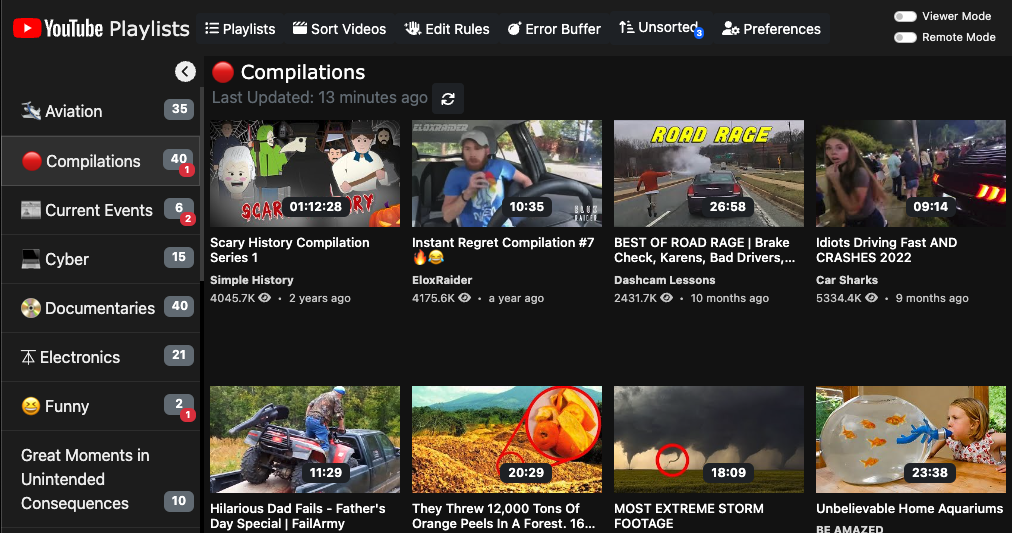 YouTube Playlists
Playlists
Sort Videos
Edit Rules
Error Buffer
Unsorted
3
Preferences
Viewer Mode
Remote Mode
Aviation 35
Compilations 40
1
Current Events 6
2
Cyber 15
Documentaries 40
Electronics 21
Funny 2
1
Great Moments in
Unintended
Consequences 10
🔴 Compilations
Last Updated: 13 minutes ago
01:12:28
Scary History Compilation
Series 1
Simple History
4045.7K • 2 years ago
ELOXRAIDER
10:35
Instant Regret Compilation #7
🔥😂
EloxRaider
4175.6K • a year ago
ROAD RAGE
26:58
BEST OF ROAD RAGE | Brake
Check, Karens, Bad Drivers,...
Dashcam Lessons
2431.7K • 10 months ago
09:14
Idiots Driving Fast AND
CRASHES 2022
Car Sharks
5334.4K • 9 months ago
11:29
Hilarious Dad Fails - Father's
Day Special | FailArmy
20:29
They Threw 12,000 Tons Of
Orange Peels In A Forest. 16...
18:09
MOST EXTREME STORM
FOOTAGE
23:38
Unbelievable Home Aquariums
BE AMAZED